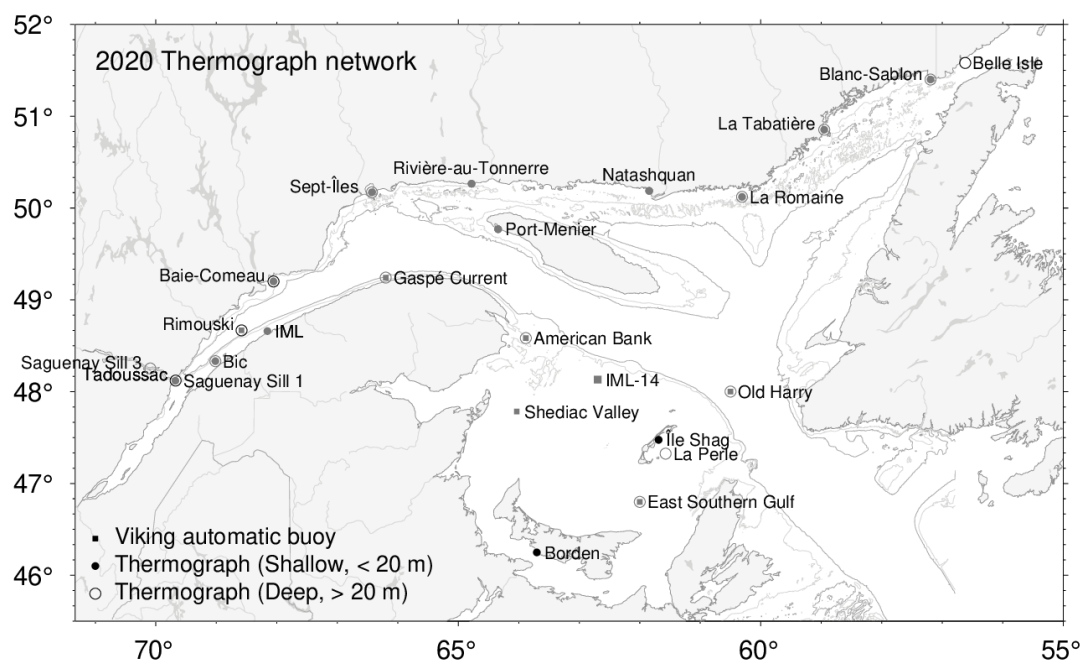 52°
2020 Thermograph network
Belle Isle
Blanc-Sablon
51°
La Tabatière
Rivière-au-Tonnerre
Natashquan
Sept-Îles
La Romaine
50°
Port-Menier
Baie-Comeau
Gaspé Current
49°
Rimouski
IML
American Bank
Saguenay Sill 3
Bic
Tadoussac
Saguenay Sill 1
IML-14
48°
Old Harry
Shediac Valley
Île Shag
La Perle
47°
East Southern Gulf
Viking automatic buoy
Borden
Thermograph (Shallow, < 20 m)
46°
Thermograph (Deep, > 20 m)
70°
65°
60°
55°